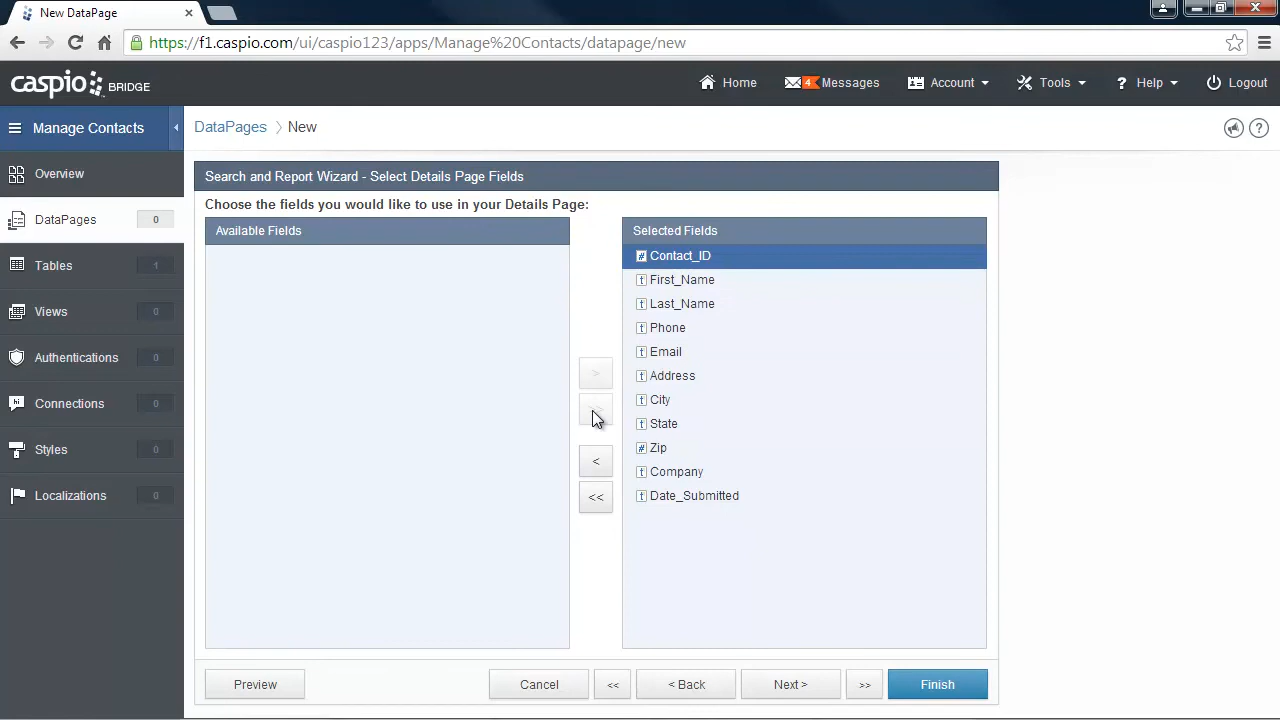 New DataPage
https://f1.caspio.com/ui/caspio123/apps/Manage%20Contacts/datapage/new
caspio BRIDGE
Home
4 Messages
Account
Tools
? Help
Logout
Manage Contacts
DataPages > New
?
Overview
DataPages 0
Tables 1
Views 0
Authentications 0
Connections 0
Styles 0
Localizations 0
Search and Report Wizard - Select Details Page Fields
Choose the fields you would like to use in your Details Page:
Available Fields
>
>>
<
<<
Selected Fields
# Contact_ID
t First_Name
t Last_Name
t Phone
t Email
t Address
t City
t State
# Zip
t Company
t Date_Submitted
Preview
Cancel
<<
< Back
Next >
>>
Finish